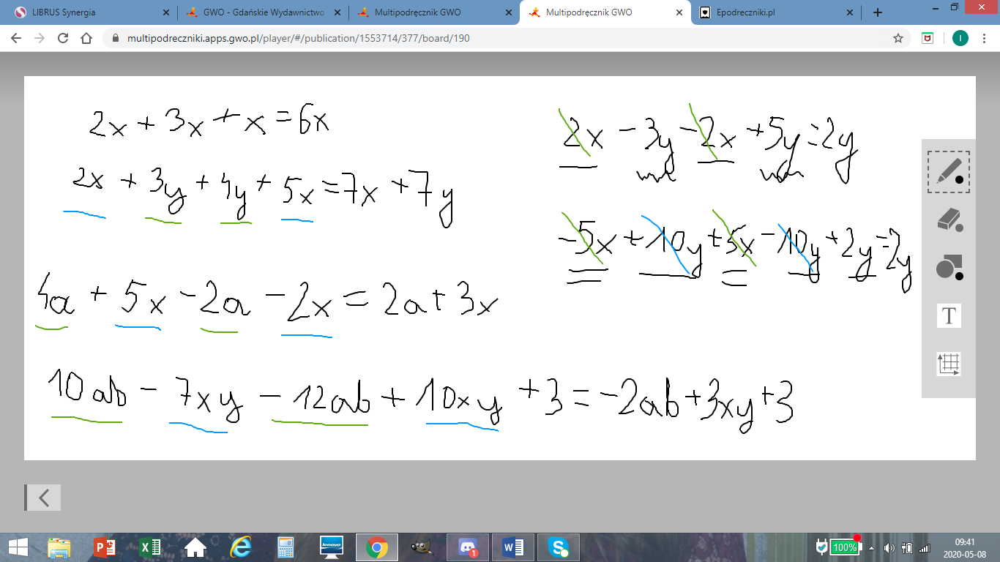 LIBRUS Synergia
GWO - Gdańskie Wydawnictwo
Multipodręcznik GWO
Multipodręcznik GWO
Epodreczniki.pl
multipodreczniki.apps.gwo.pl/player/#/publication/1553714/377/board/190
I
2x + 3x + x = 6x
2x + 3y + 4y + 5x = 7x + 7y
4a + 5x - 2a - 2x = 2a + 3x
10ab - 7xy - 12ab + 10xy + 3 = -2ab + 3xy + 3
2x - 3y - 2x + 5y = 2y
-5x + 10y + 5x - 10y + 2y = 2y
T
lenovo
1
100%
09:41
2020-05-08